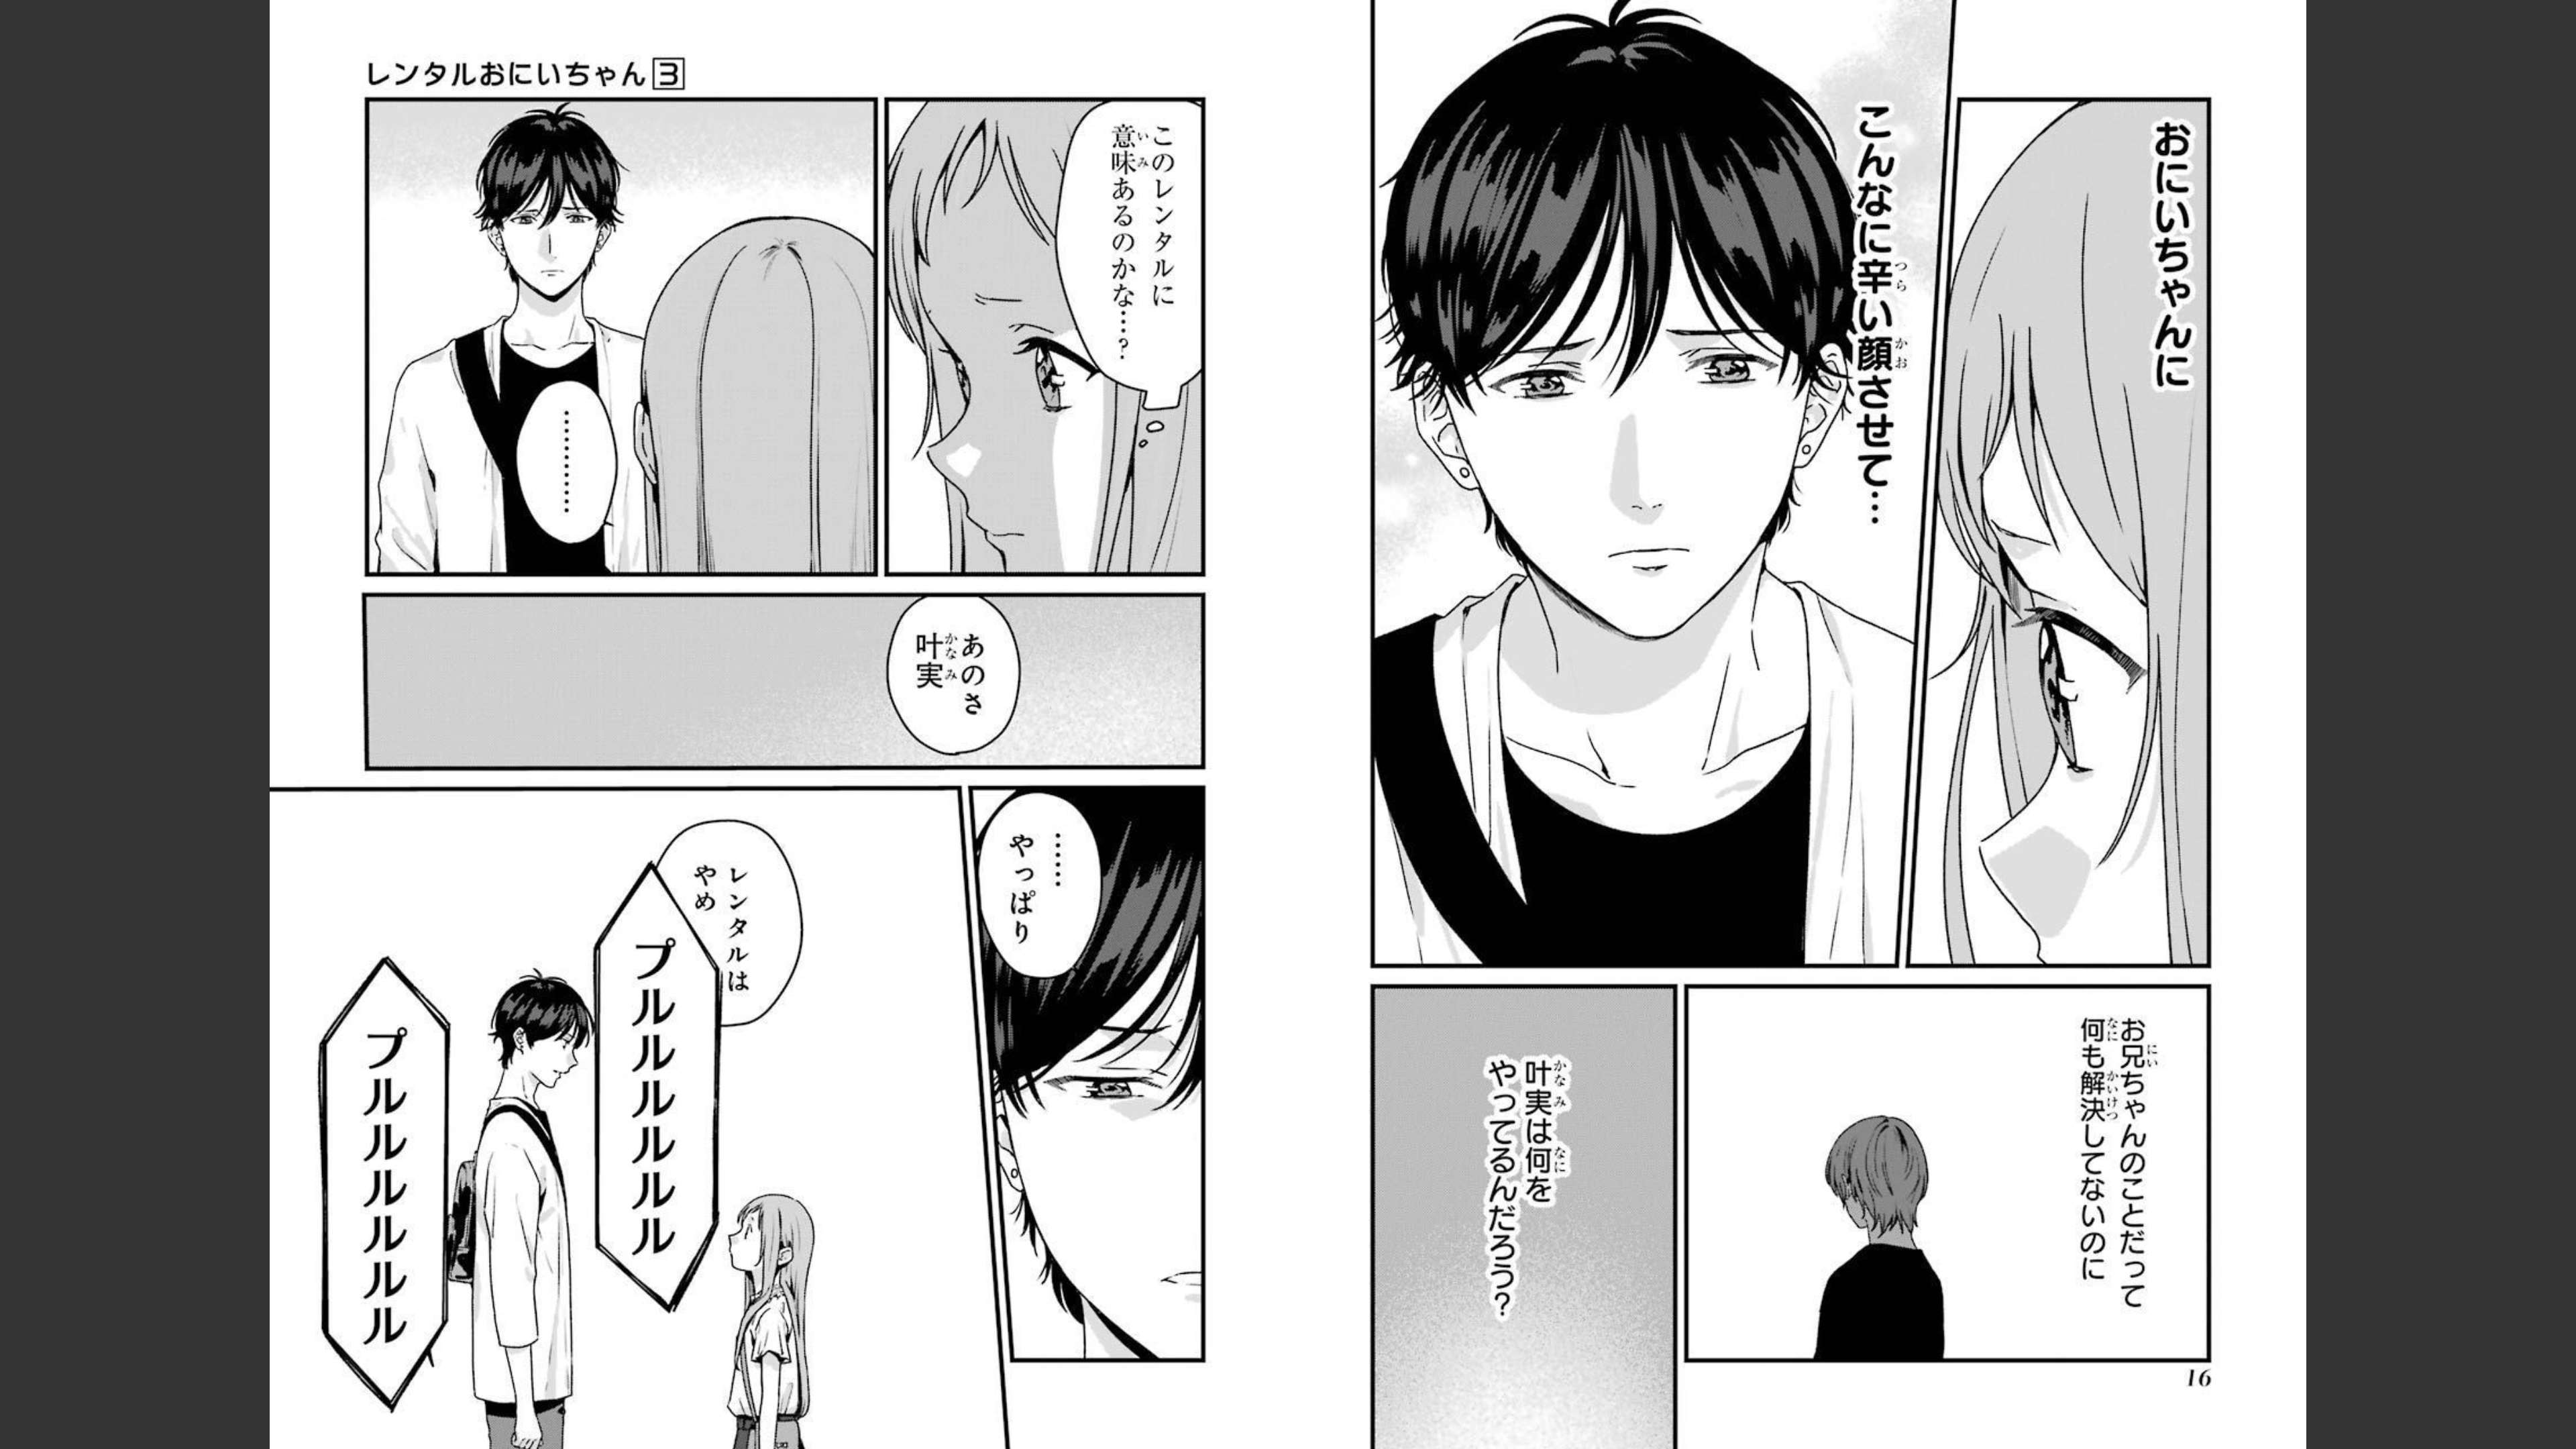 おにいちゃんに
こんなに辛い顔させて…
お兄ちゃんのことだって
何も解決してないのに
叶実は何を
やってるんだろう?
16
レンタルおにいちゃん3
このレンタルに
意味あるのかな…?
…………
あのさ
叶実
……
やっぱり
レンタルは
やめ
プルルルルルル
プルルルルルル